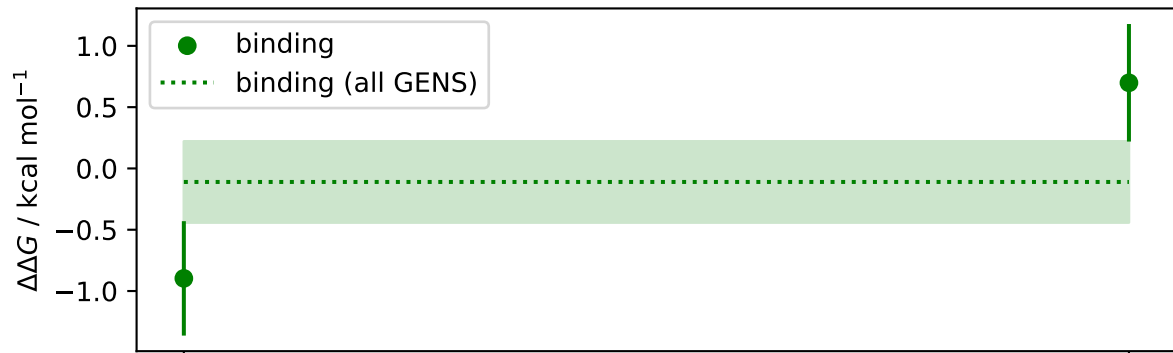 binding
binding (all GENS)
ΔΔG / kcal mol⁻¹
1.0
0.5
0.0
−0.5
−1.0